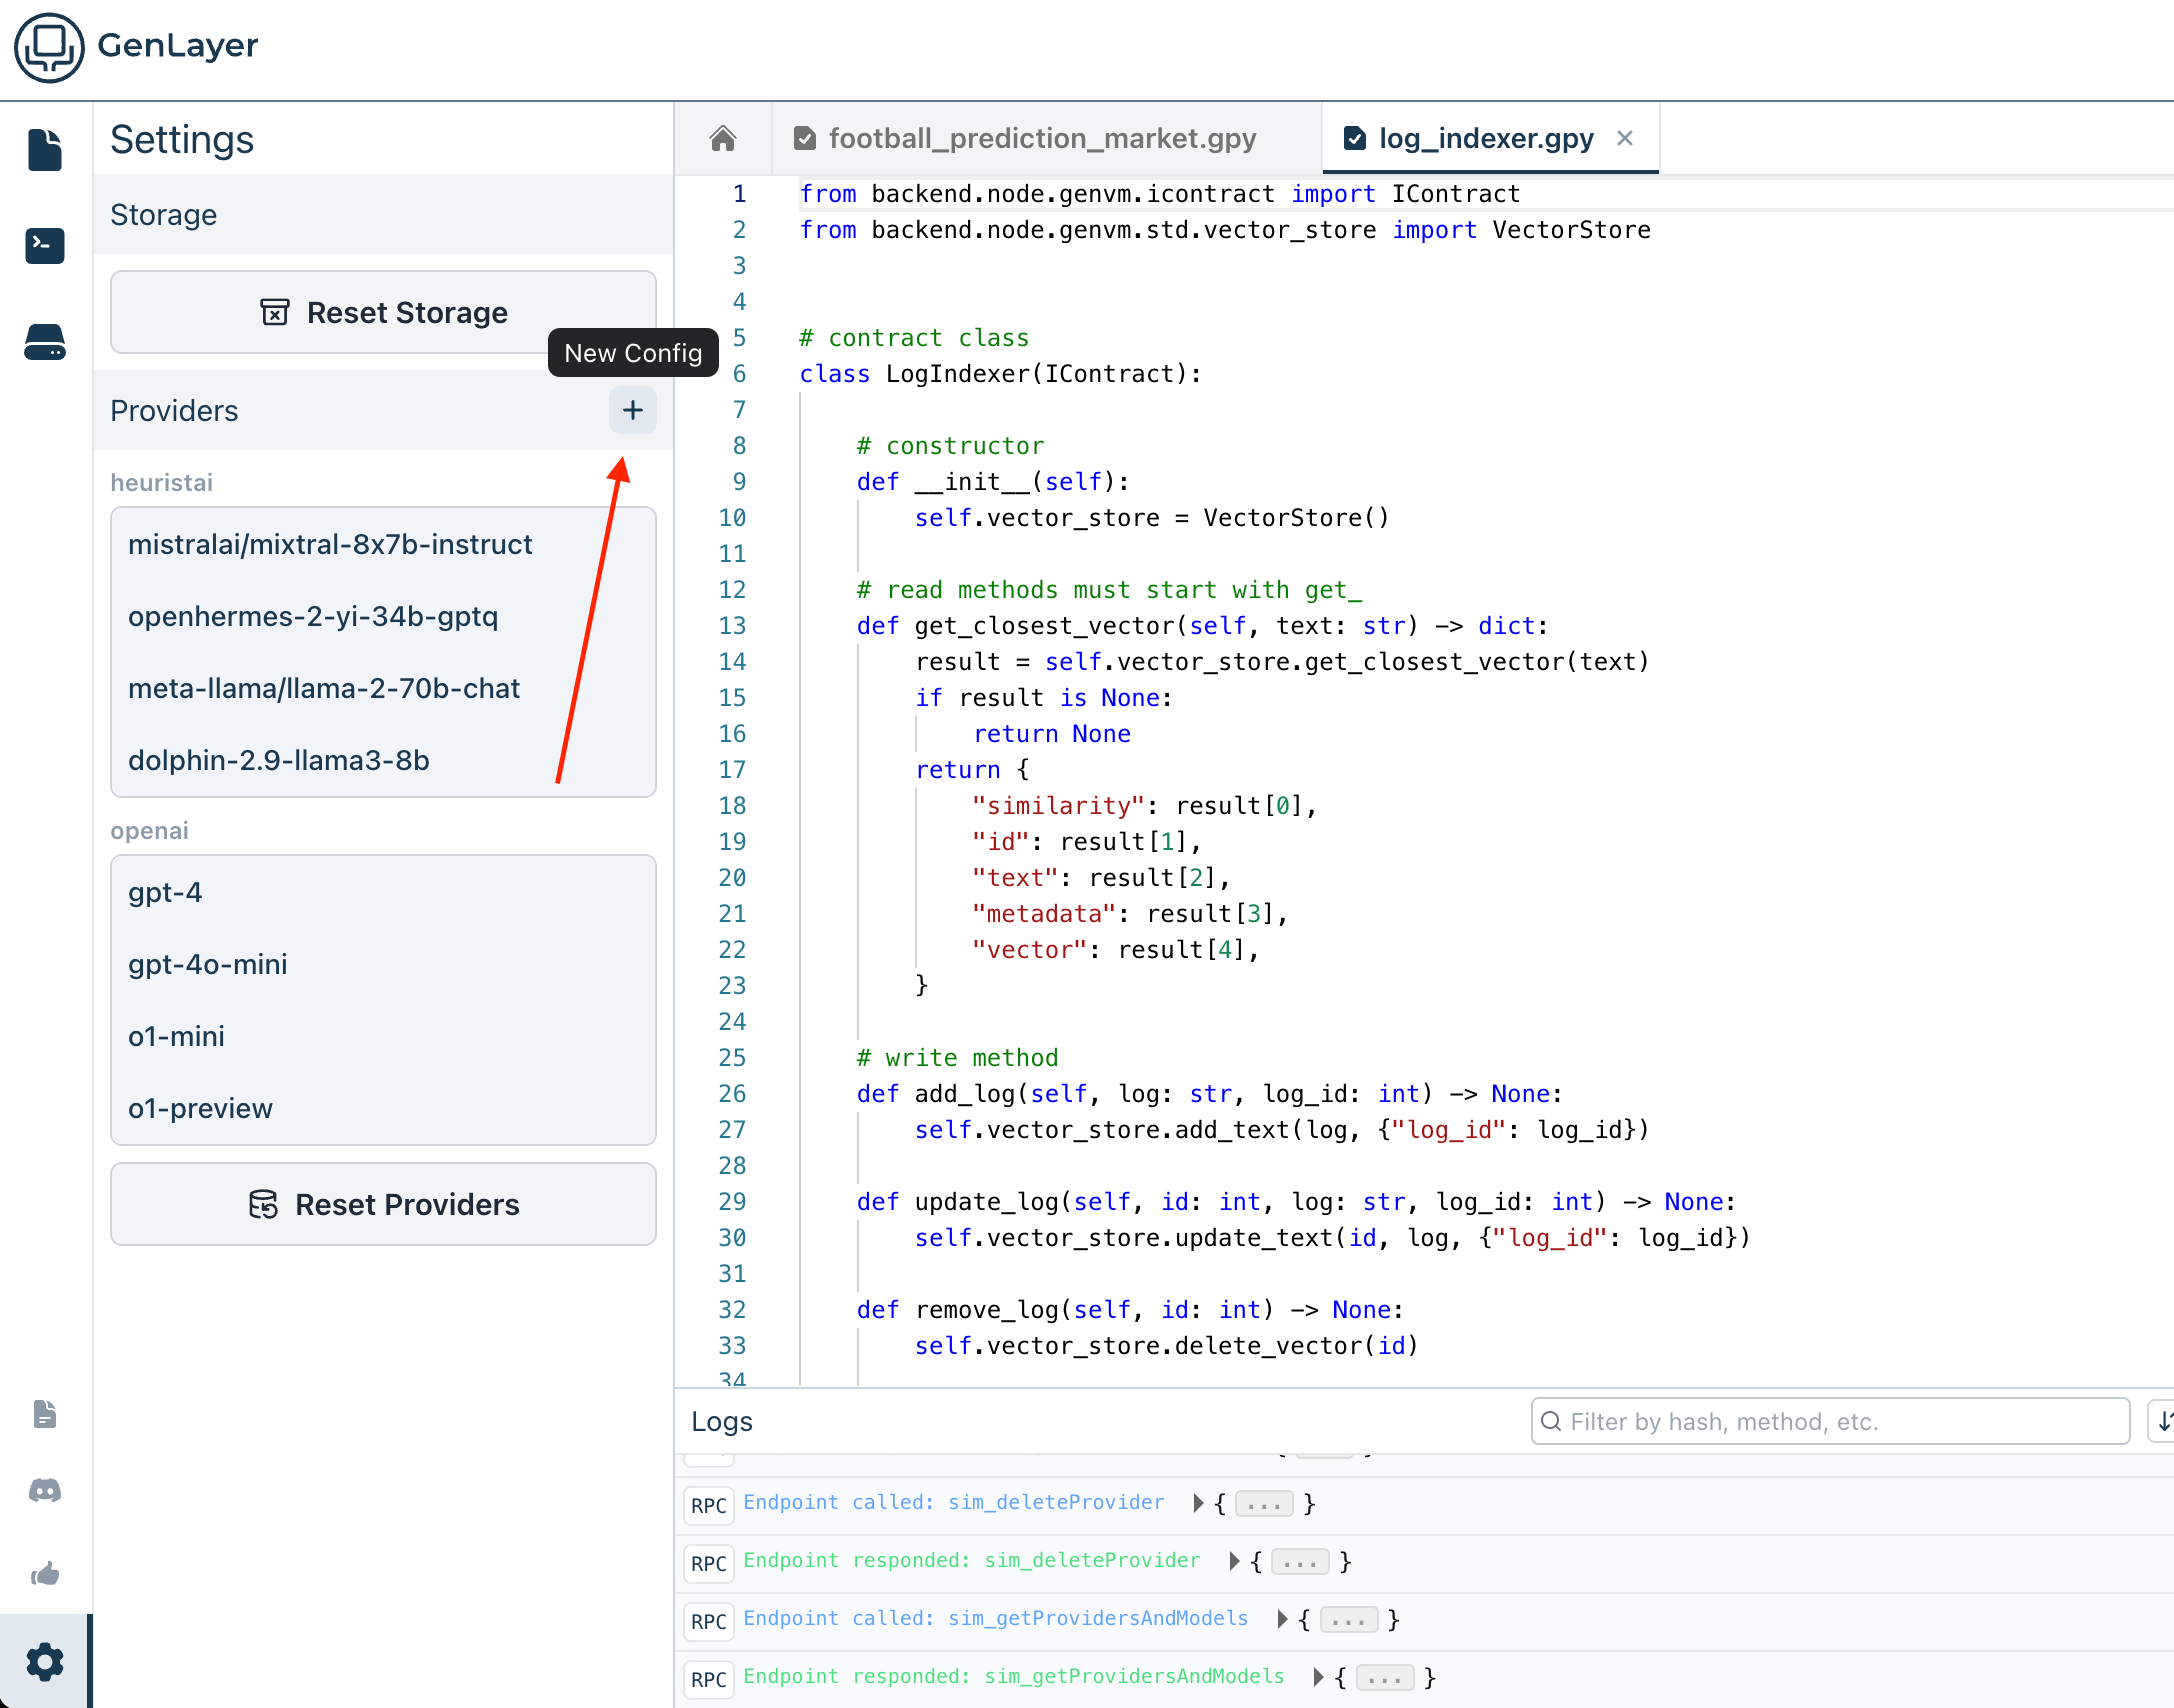 GenLayer
Settings
Storage
Reset Storage
New Config
Providers
heuristai
mistralai/mixtral-8x7b-instruct
openhermes-2-yi-34b-gptq
meta-llama/llama-2-70b-chat
dolphin-2.9-llama3-8b
openai
gpt-4
gpt-4o-mini
o1-mini
o1-preview
Reset Providers
football_prediction_market.gpy
log_indexer.gpy
1 from backend.node.genvm.icontract import IContract
2 from backend.node.genvm.std.vector_store import VectorStore
3
4
5 # contract class
6 class LogIndexer(IContract):
7
8     # constructor
9     def __init__(self):
10         self.vector_store = VectorStore()
11
12     # read methods must start with get_
13     def get_closest_vector(self, text: str) -> dict:
14         result = self.vector_store.get_closest_vector(text)
15         if result is None:
16             return None
17         return {
18             "similarity": result[0],
19             "id": result[1],
20             "text": result[2],
21             "metadata": result[3],
22             "vector": result[4],
23         }
24
25     # write method
26     def add_log(self, log: str, log_id: int) -> None:
27         self.vector_store.add_text(log, {"log_id": log_id})
28
29     def update_log(self, id: int, log: str, log_id: int) -> None:
30         self.vector_store.update_text(id, log, {"log_id": log_id})
31
32     def remove_log(self, id: int) -> None:
33         self.vector_store.delete_vector(id)
34
Logs
Filter by hash, method, etc.
RPC Endpoint called: sim_deleteProvider { ... }
RPC Endpoint responded: sim_deleteProvider { ... }
RPC Endpoint called: sim_getProvidersAndModels { ... }
RPC Endpoint responded: sim_getProvidersAndModels { ... }